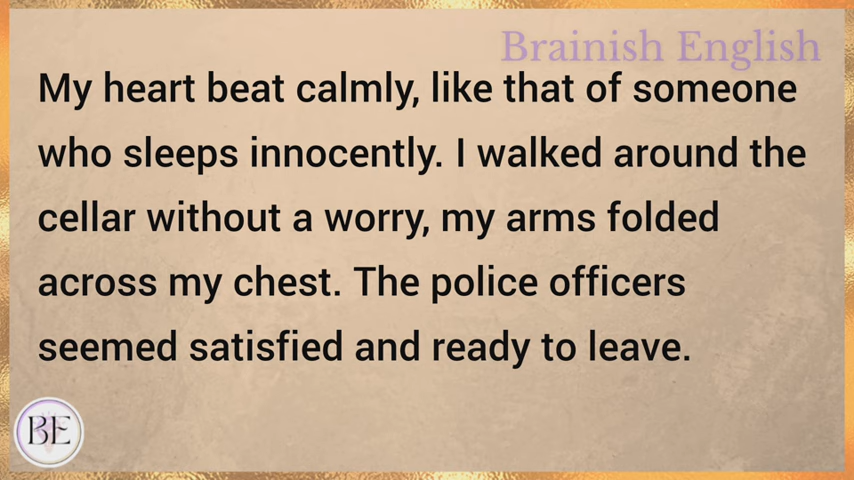 Brainish English
My heart beat calmly, like that of someone
who sleeps innocently. I walked around the
cellar without a worry, my arms folded
across my chest. The police officers
seemed satisfied and ready to leave.
BE